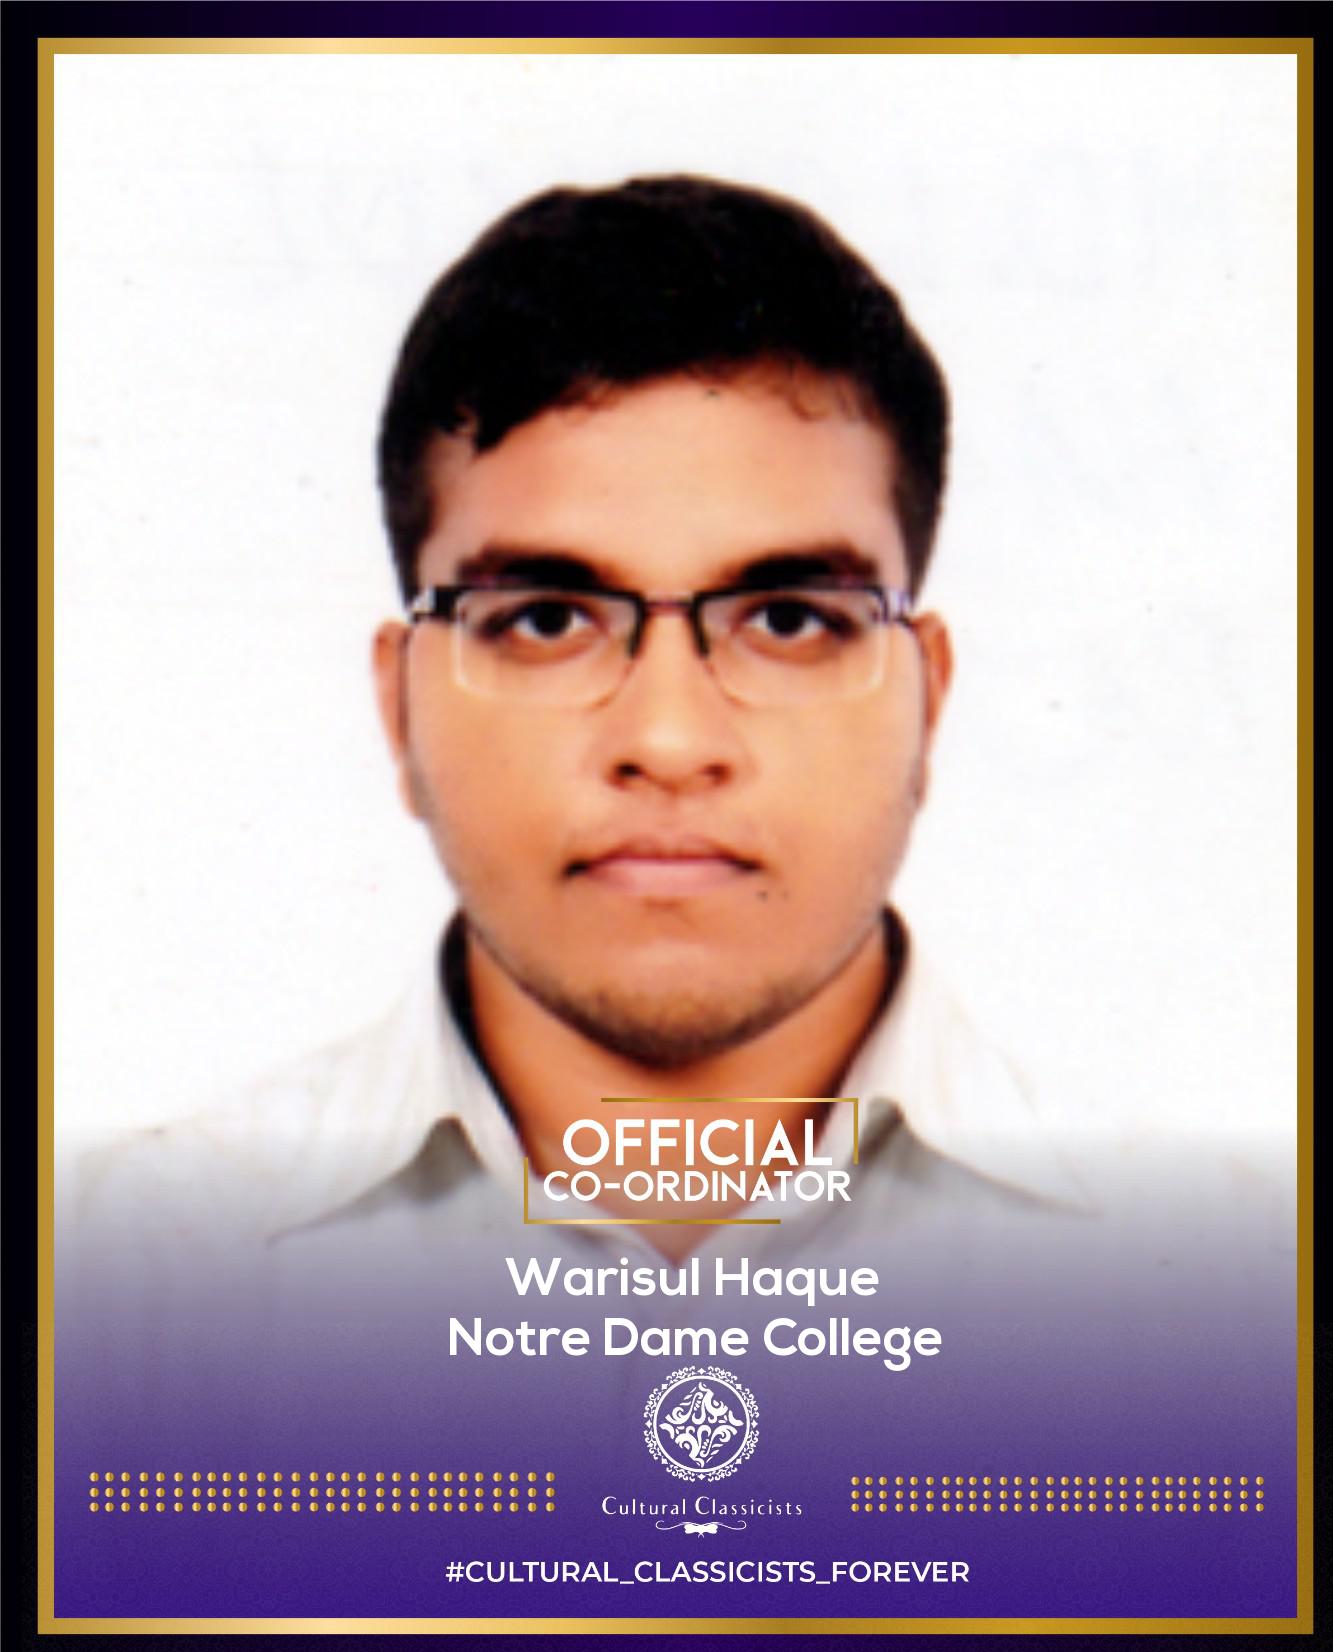 OFFICIAL
CO-ORDINATOR
Warisul Haque
Notre Dame College
Cultural Classicists
#CULTURAL_CLASSICISTS_FOREVER